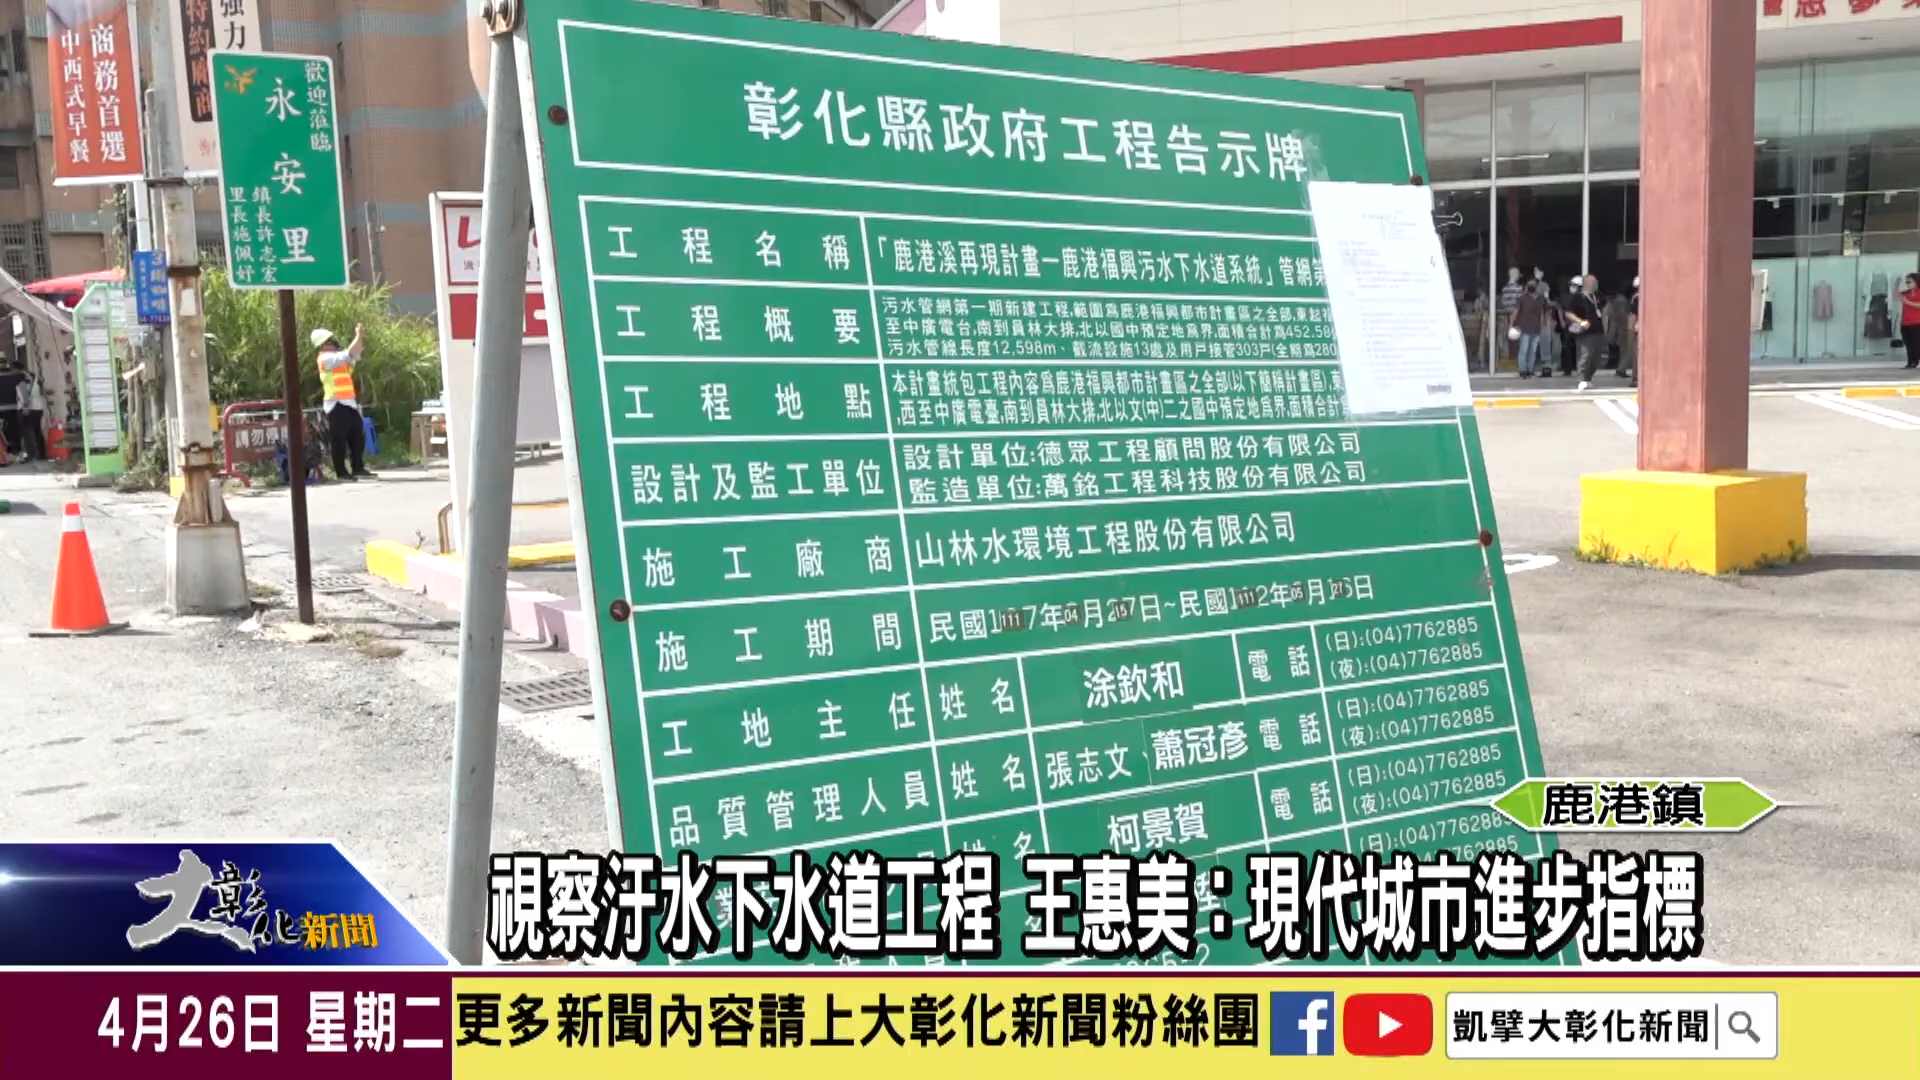 商務首選
中西式早餐
強力
特約廠商
歡迎蒞臨
永安里
鎮長許志宏
里長施佩妤
請勿停
彰化縣政府工程告示牌
工程名稱
「鹿港溪再現計畫－鹿港福興污水下水道系統」管網第
工程概要
污水管網第一期新建工程,範圍為鹿港福興都市計畫區之全部,東起
至中廣電台,南到員林大排,北以國中預定地為界,面積合計為452.58
污水管線長度12,598m、截流設施13處及用戶接管303戶(全期為280
工程地點
本計畫統包工程內容為鹿港福興都市計畫區之全部(以下簡稱計畫區),東
,西至中廣電臺,南到員林大排,北以文(中)二之國中預定地為界,面積合計
設計及監工單位
設計單位:德眾工程顧問股份有限公司
監造單位:萬銘工程科技股份有限公司
施工廠商
山林水環境工程股份有限公司
施工期間
工地主任 姓名 涂欽和 電話 (日):(04)7762885
(夜):(04)7762885
品質管理人員 姓名 張志文、蕭冠彥 電話 (日):(04)7762885
(夜):(04)7762885
柯景賀 電話 (日):(04)7762885
(夜):(04)7762885
鹿港鎮
大彰化新聞
視察汙水下水道工程 王惠美：現代城市進步指標
4月26日 星期二
更多新聞內容請上大彰化新聞粉絲團
凱擘大彰化新聞